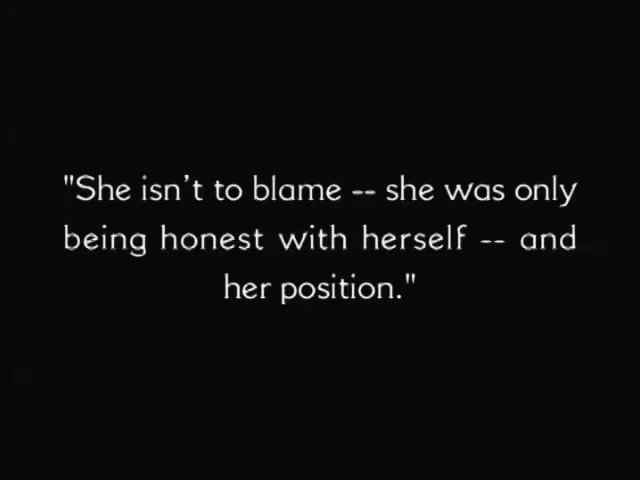 "She isn't to blame -- she was only
being honest with herself -- and
her position."